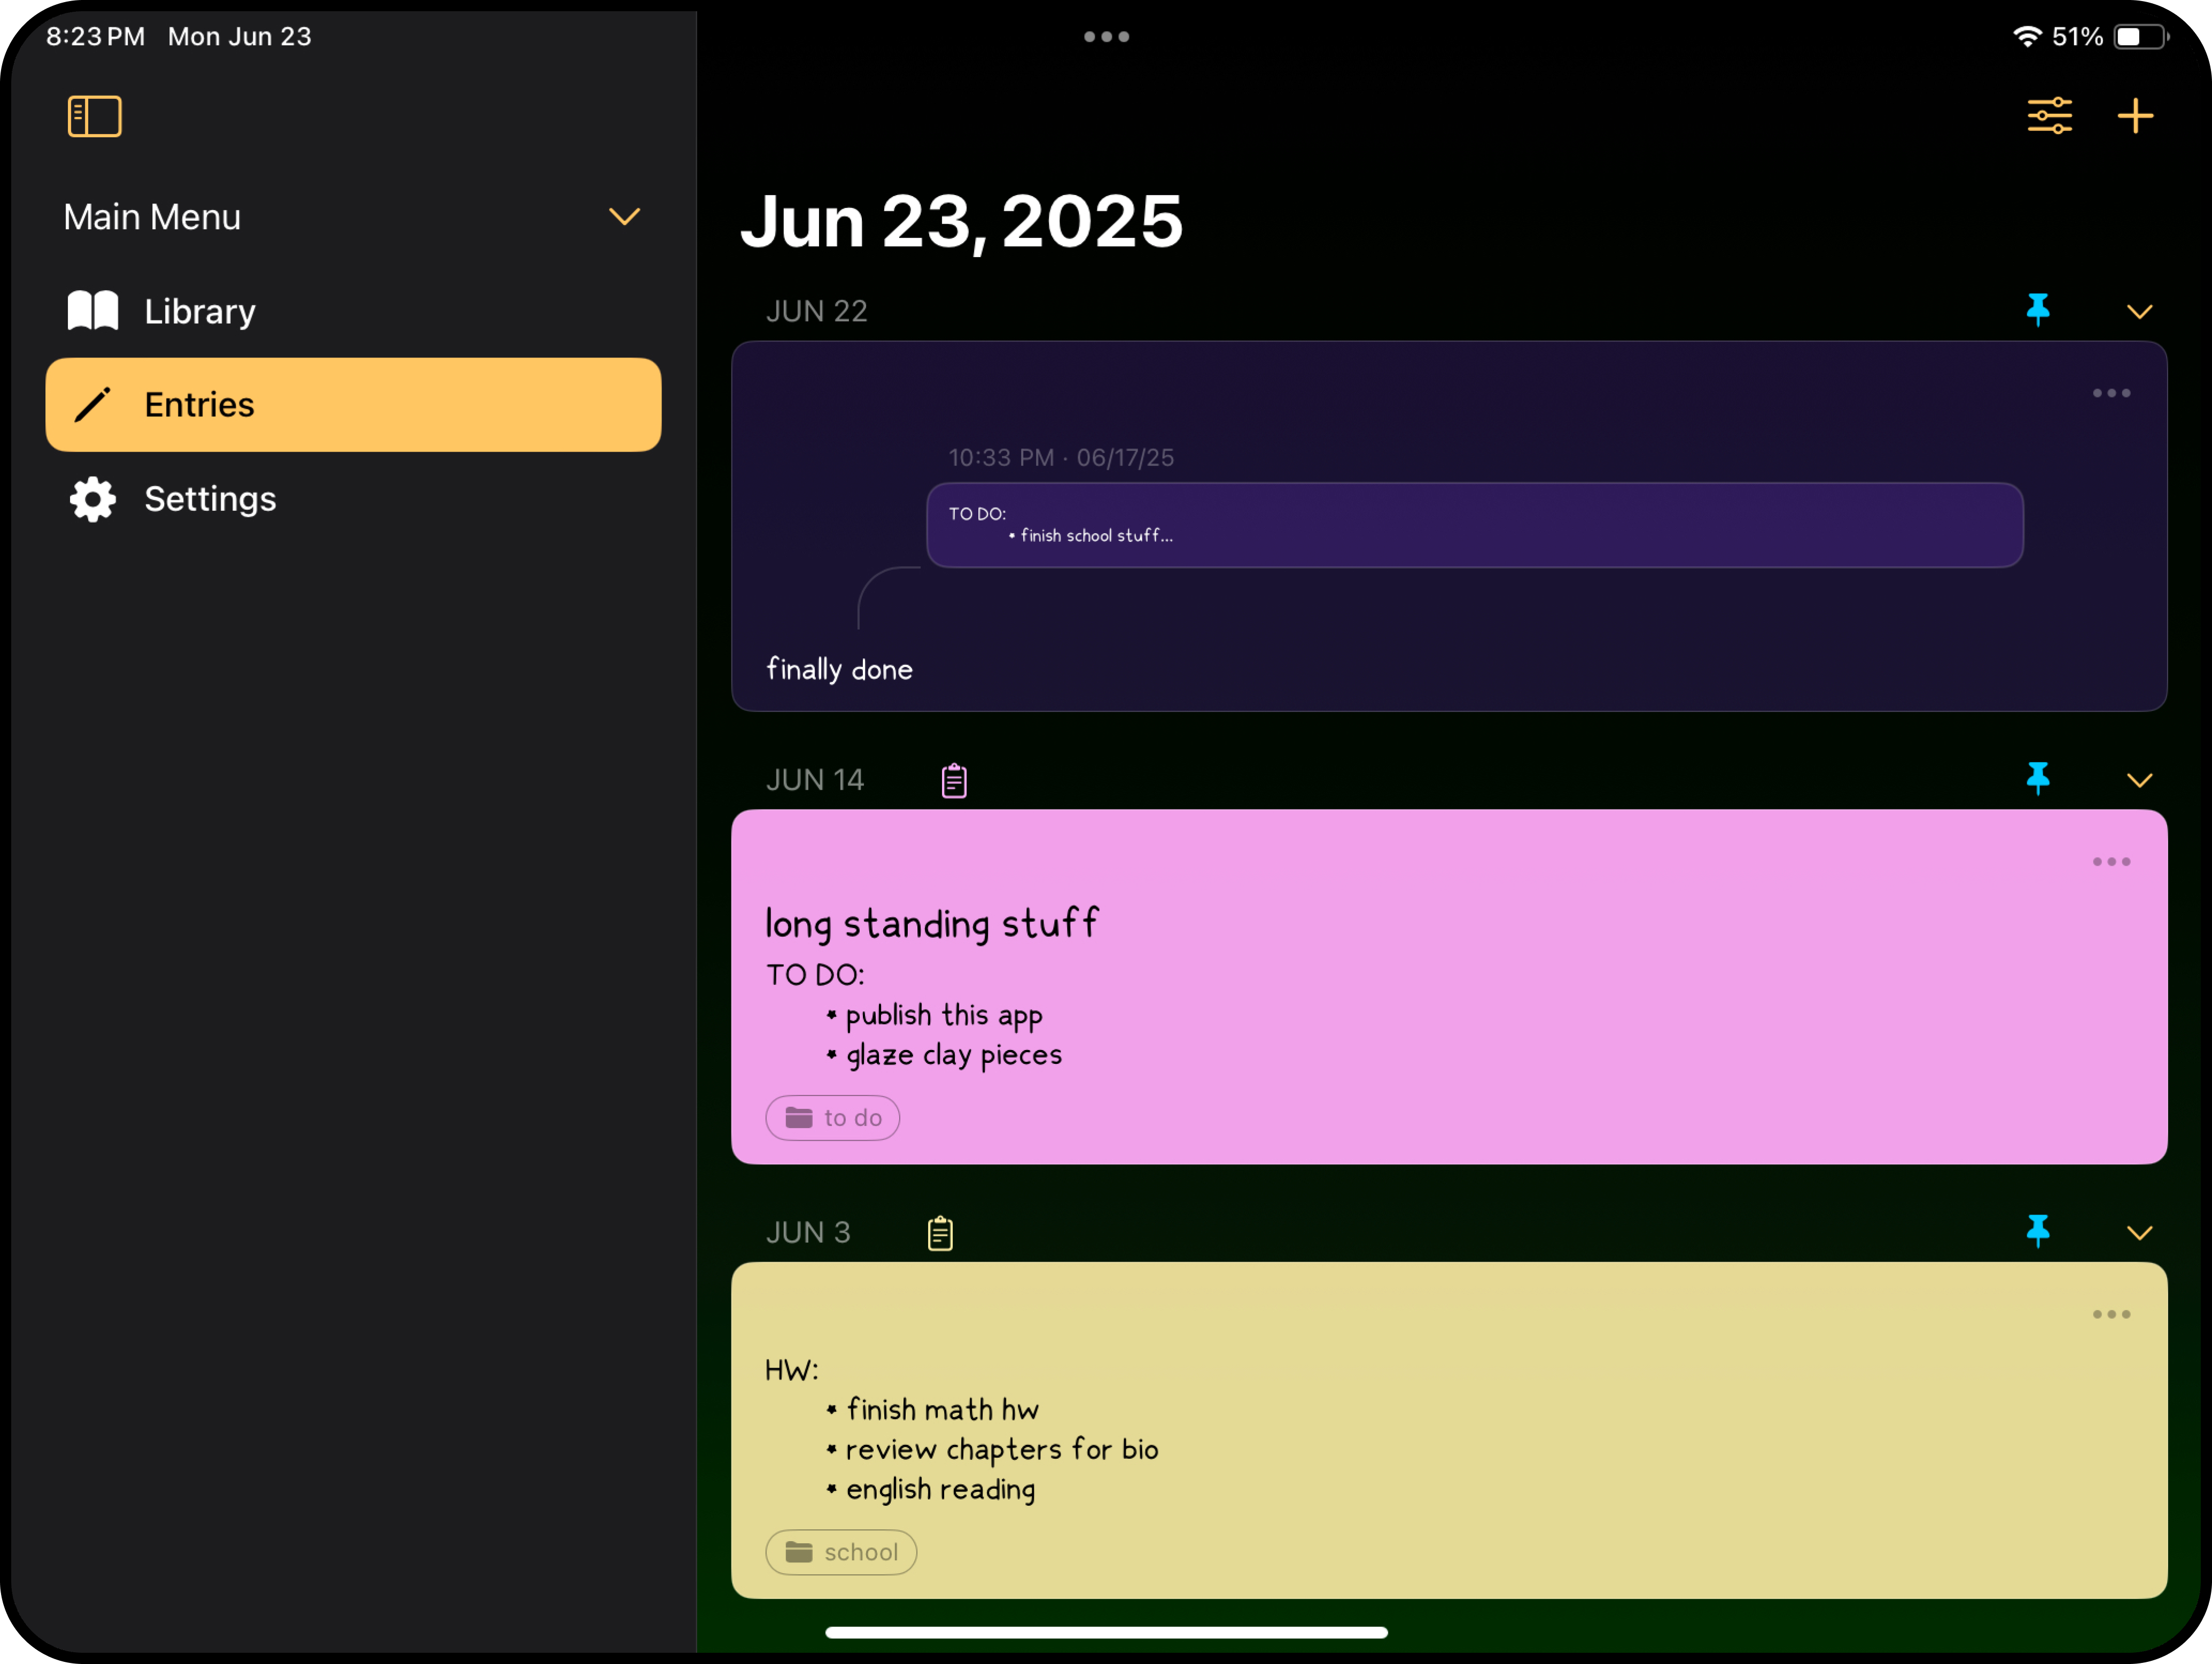 8:23 PM Mon Jun 23
51%
Main Menu
Library
Entries
Settings
Jun 23, 2025
JUN 22
10:33 PM · 06/17/25
TO DO:
• finish school stuff...
finally done
JUN 14
long standing stuff
TO DO:
• publish this app
• glaze clay pieces
to do
JUN 3
HW:
• finish math hw
• review chapters for bio
• english reading
school